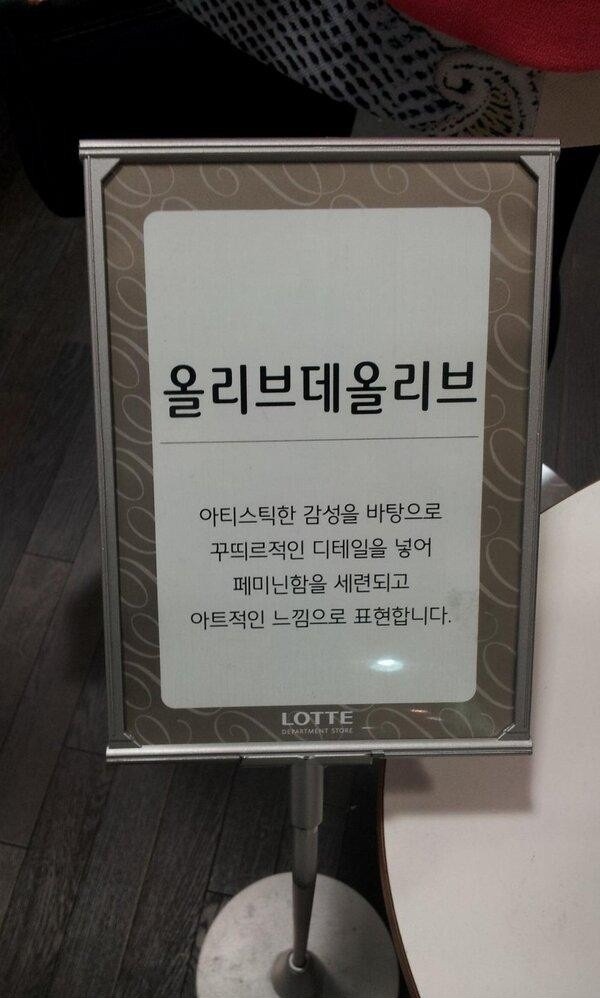 올리브데올리브
아티스틱한 감성을 바탕으로
꾸띄르적인 디테일을 넣어
페미닌함을 세련되고
아트적인 느낌으로 표현합니다.
LOTTE
DEPARTMENT STORE